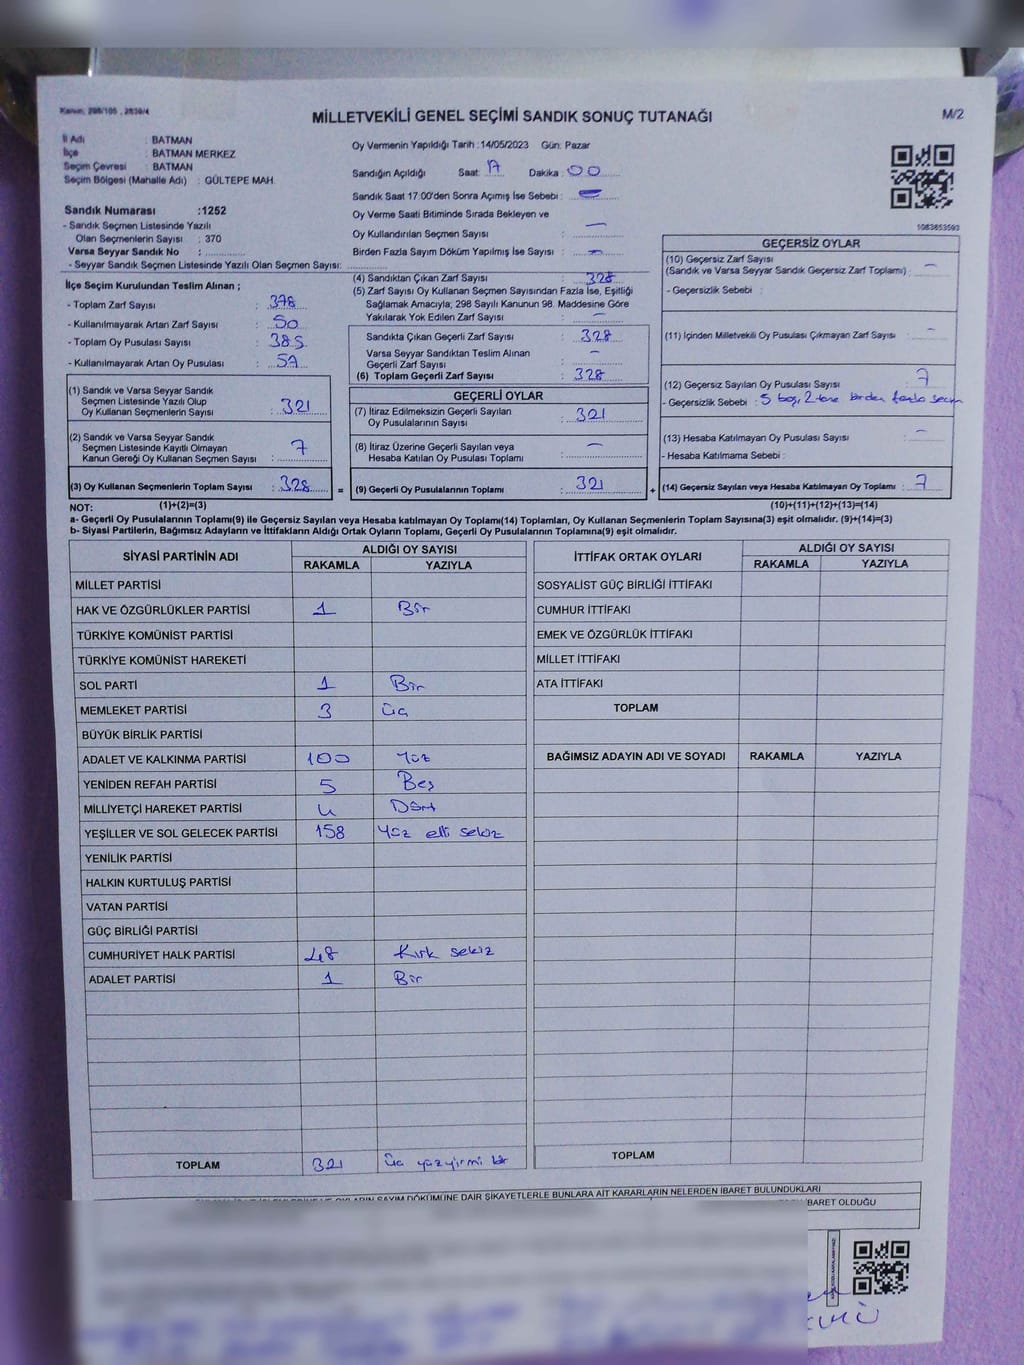 Kanun: 298/105 , 2839/4
MİLLETVEKİLİ GENEL SEÇİMİ SANDIK SONUÇ TUTANAĞI
M/2
İl Adı : BATMAN
İlçe : BATMAN MERKEZ
Seçim Çevresi : BATMAN
Seçim Bölgesi (Mahalle Adı) : GÜLTEPE MAH.
Oy Vermenin Yapıldığı Tarih :14/05/2023 Gün: Pazar
Sandığın Açıldığı Saat: 17 Dakika: 00
Sandık Saat 17:00'den Sonra Açımış İse Sebebi :
Oy Verme Saati Bitiminde Sırada Bekleyen ve
Oy Kullandırılan Seçmen Sayısı : —
Birden Fazla Sayım Döküm Yapılmış İse Sayısı : —
Sandık Numarası :1252
- Sandık Seçmen Listesinde Yazılı
Olan Seçmenlerin Sayısı : 370
Varsa Seyyar Sandık No :
- Seyyar Sandık Seçmen Listesinde Yazılı Olan Seçmen Sayısı:
1083853593
İlçe Seçim Kurulundan Teslim Alınan ;
- Toplam Zarf Sayısı : 378
- Kullanılmayarak Artan Zarf Sayısı : 50
- Toplam Oy Pusulası Sayısı : 385
- Kullanılmayarak Artan Oy Pusulası : 57
(1) Sandık ve Varsa Seyyar Sandık
Seçmen Listesinde Yazılı Olup
Oy Kullanan Seçmenlerin Sayısı : 321
(2) Sandık ve Varsa Seyyar Sandık
Seçmen Listesinde Kayıtlı Olmayan
Kanun Gereği Oy Kullanan Seçmen Sayısı : 7
(3) Oy Kullanan Seçmenlerin Toplam Sayısı : 328
(4) Sandıktan Çıkan Zarf Sayısı : 328
(5) Zarf Sayısı Oy Kullanan Seçmen Sayısından Fazla İse, Eşitliği
Sağlamak Amacıyla; 298 Sayılı Kanunun 98. Maddesine Göre
Yakılarak Yok Edilen Zarf Sayısı : —
Sandıkta Çıkan Geçerli Zarf Sayısı : 328
Varsa Seyyar Sandıktan Teslim Alınan
Geçerli Zarf Sayısı : —
(6) Toplam Geçerli Zarf Sayısı : 328
GEÇERLİ OYLAR
(7) İtiraz Edilmeksizin Geçerli Sayılan
Oy Pusulalarının Sayısı : 321
(8) İtiraz Üzerine Geçerli Sayılan veya
Hesaba Katılan Oy Pusulası Toplamı : —
= (9) Geçerli Oy Pusulalarının Toplamı : 321
GEÇERSİZ OYLAR
(10) Geçersiz Zarf Sayısı
(Sandık ve Varsa Seyyar Sandık Geçersiz Zarf Toplamı) : —
- Geçersizlik Sebebi :
(11) İçinden Milletvekili Oy Pusulası Çıkmayan Zarf Sayısı : —
(12) Geçersiz Sayılan Oy Pusulası Sayısı : 7
- Geçersizlik Sebebi : 5 boş, 2 tane birden fazla seçim
(13) Hesaba Katılmayan Oy Pusulası Sayısı : —
- Hesaba Katılmama Sebebi :
+ (14) Geçersiz Sayılan veya Hesaba Katılmayan Oy Toplamı : 7
NOT: (1)+(2)=(3) (10)+(11)+(12)+(13)=(14)
a- Geçerli Oy Pusulalarının Toplamı(9) ile Geçersiz Sayılan veya Hesaba katılmayan Oy Toplamı(14) Toplamları, Oy Kullanan Seçmenlerin Toplam Sayısına(3) eşit olmalıdır. (9)+(14)=(3)
b- Siyasi Partilerin, Bağımsız Adayların ve İttifakların Aldığı Ortak Oyların Toplamı, Geçerli Oy Pusulalarının Toplamına(9) eşit olmalıdır.
SİYASİ PARTİNİN ADI ALDIĞI OY SAYISI
RAKAMLA YAZIYLA
MİLLET PARTİSİ
HAK VE ÖZGÜRLÜKLER PARTİSİ 1 Bir
TÜRKİYE KOMÜNİST PARTİSİ
TÜRKİYE KOMÜNİST HAREKETİ
SOL PARTİ 1 Bir
MEMLEKET PARTİSİ 3 üç
BÜYÜK BİRLİK PARTİSİ
ADALET VE KALKINMA PARTİSİ 100 Yüz
YENİDEN REFAH PARTİSİ 5 Beş
MİLLİYETÇİ HAREKET PARTİSİ 4 Dört
YEŞİLLER VE SOL GELECEK PARTİSİ 158 Yüz elli sekiz
YENİLİK PARTİSİ
HALKIN KURTULUŞ PARTİSİ
VATAN PARTİSİ
GÜÇ BİRLİĞİ PARTİSİ
CUMHURİYET HALK PARTİSİ 48 Kırk sekiz
ADALET PARTİSİ 1 Bir
TOPLAM 321 üç yüzyirmi bir
İTTİFAK ORTAK OYLARI ALDIĞI OY SAYISI
RAKAMLA YAZIYLA
SOSYALİST GÜÇ BİRLİĞİ İTTİFAKI
CUMHUR İTTİFAKI
EMEK VE ÖZGÜRLÜK İTTİFAKI
MİLLET İTTİFAKI
ATA İTTİFAKI
TOPLAM
BAĞIMSIZ ADAYIN ADI VE SOYADI RAKAMLA YAZIYLA
TOPLAM
OYLARIN SAYIM DÖKÜMÜNE DAİR ŞİKAYETLERLE BUNLARA AİT KARARLARIN NELERDEN İBARET BULUNDUKLARI
İBARET OLDUĞU